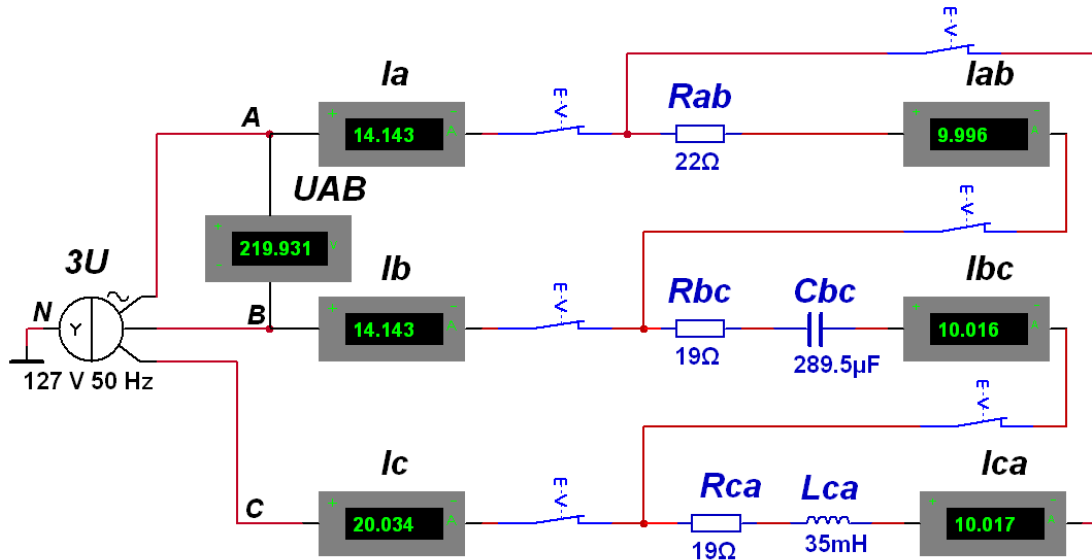 E-V
Ia
Iab
A
+ 14.143 - A
E-V
Rab
22Ω
+ 9.996 - A
UAB
+ 219.931 - V
E-V
3U
N
Y
B
Ib
+ 14.143 - A
E-V
Rbc
19Ω
Cbc
289.5µF
Ibc
+ 10.016 - A
127 V 50 Hz
E-V
C
Ic
+ 20.034 - A
E-V
Rca
19Ω
Lca
35mH
Ica
+ 10.017 - A